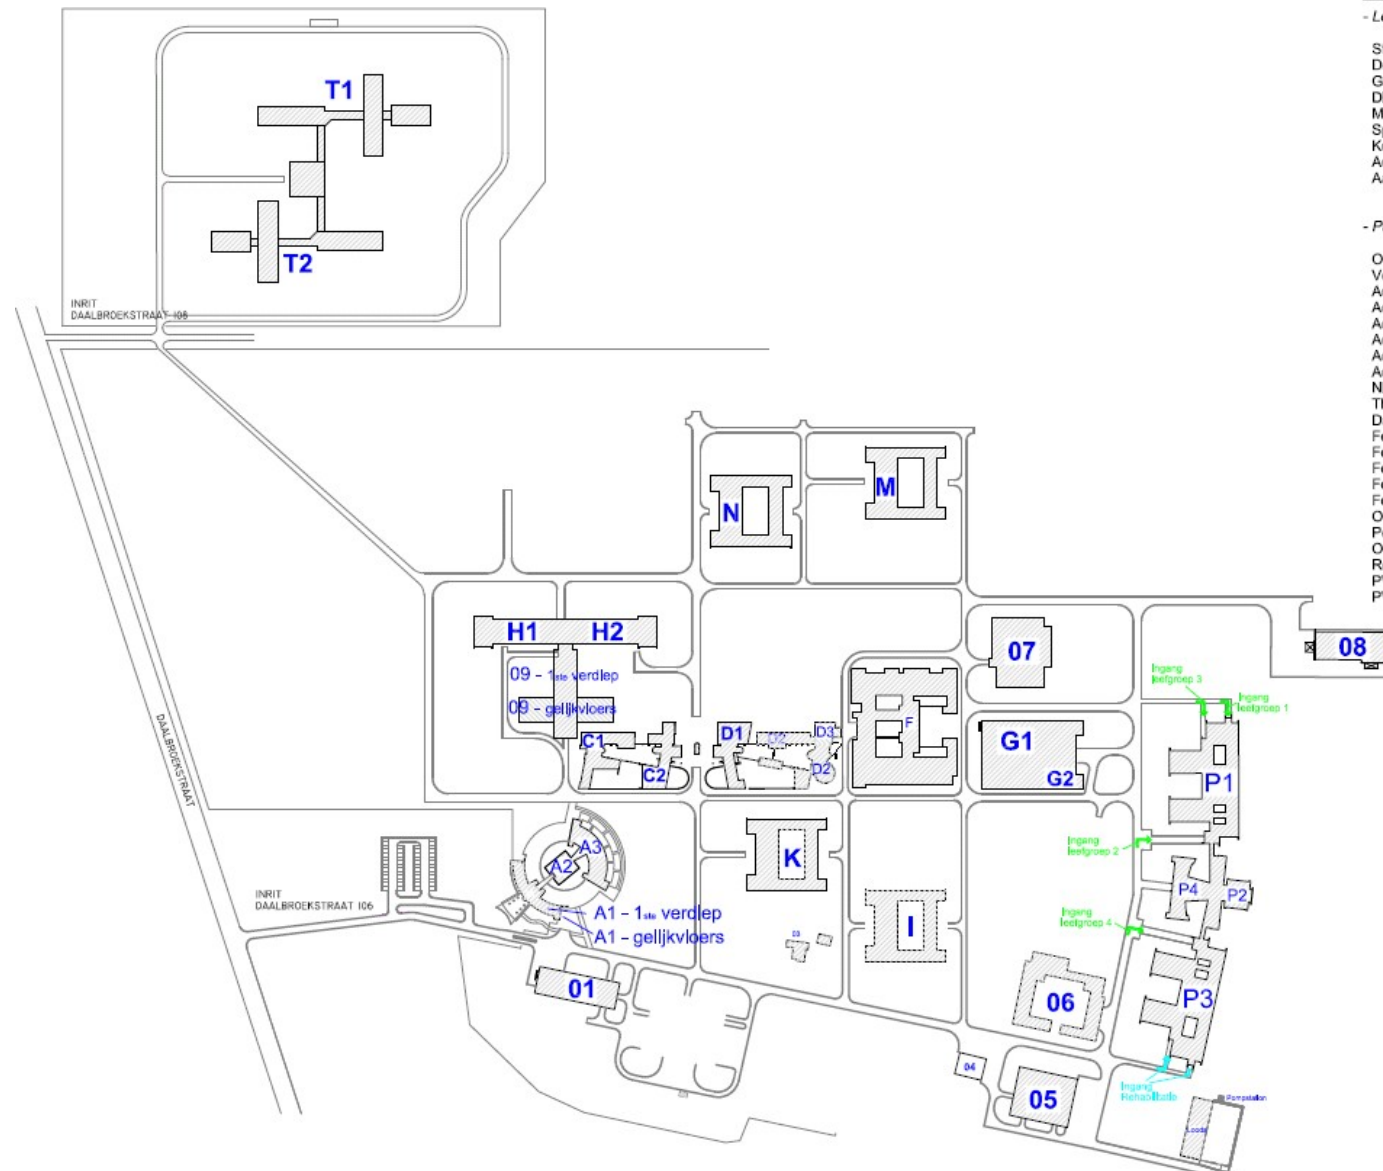 T1
T2
INRIT
DAALBROEKSTRAAT 106
DAALBROEKSTRAAT
M
N
H1
H2
07
08
09 - 1ste verdiep
09 - gelijkvloers
Ingang
leefgroep 3
Ingang
leefgroep 1
C1
C2
D1
D2
D3
D2
F
G1
G2
P1
Ingang
leefgroep 2
A3
A2
K
P4
P2
INRIT
DAALBROEKSTRAAT 106
A1 - 1ste verdiep
A1 - gelijkvloers
I
Ingang
leefgroep 4
01
06
P3
04
05
Ingang
Rehabilitatie
Pompstation
Loods